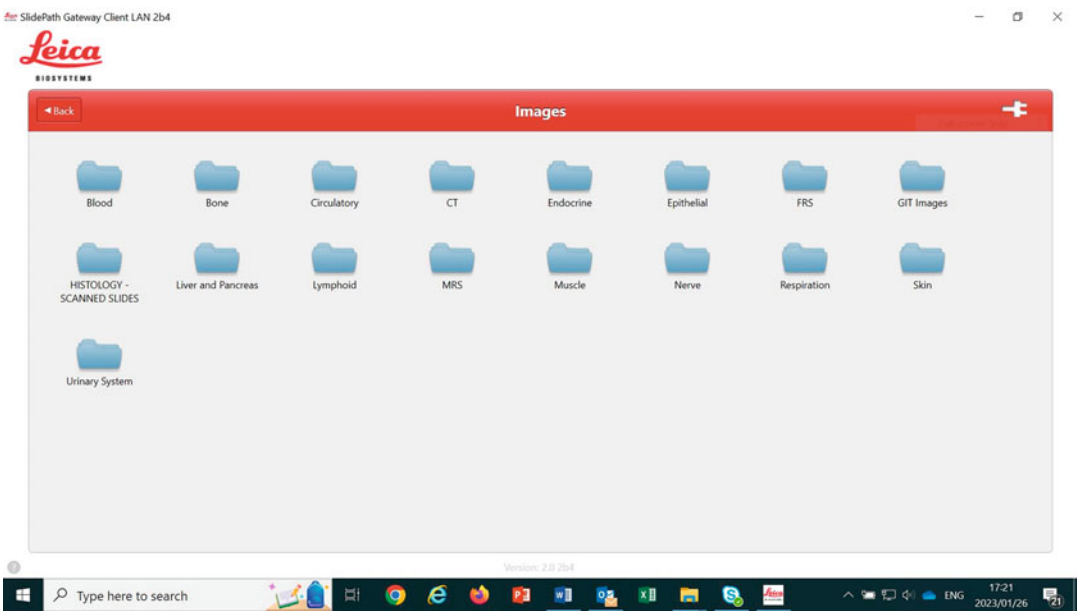 SlidePath Gateway Client LAN 2b4
Leica
BIOSYSTEMS
Back
Images
Blood
Bone
Circulatory
CT
Endocrine
Epithelial
FRS
GIT Images
HISTOLOGY -
SCANNED SLIDES
Liver and Pancreas
Lymphoid
MRS
Muscle
Nerve
Respiration
Skin
Urinary System
Version: 2.0 2b4
Type here to search
ENG
17:21
2023/01/26
21